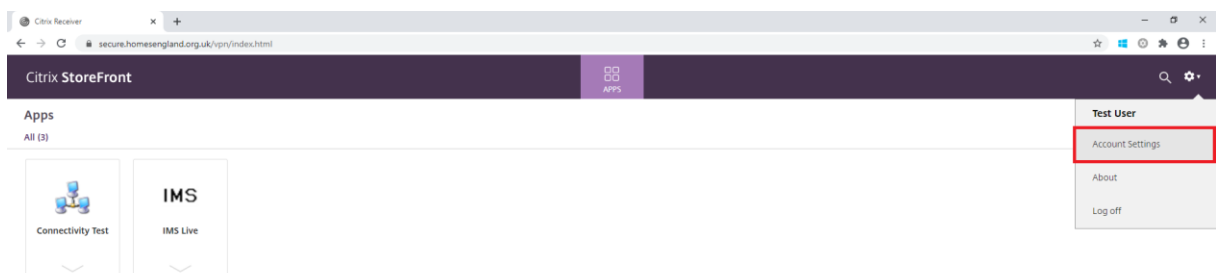 Citrix Receiver
secure.homesengland.org.uk/vpn/index.html
Citrix StoreFront
APPS
Apps
All (3)
Test User
Account Settings
About
Log off
IMS
Connectivity Test
IMS Live